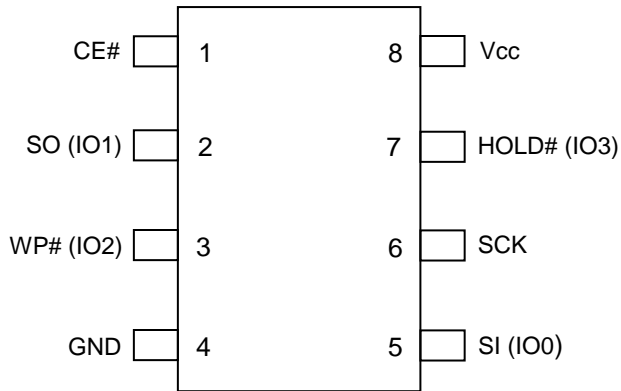 CE# 1 8 Vcc
SO (IO1) 2 7 HOLD# (IO3)
WP# (IO2) 3 6 SCK
GND 4 5 SI (IO0)